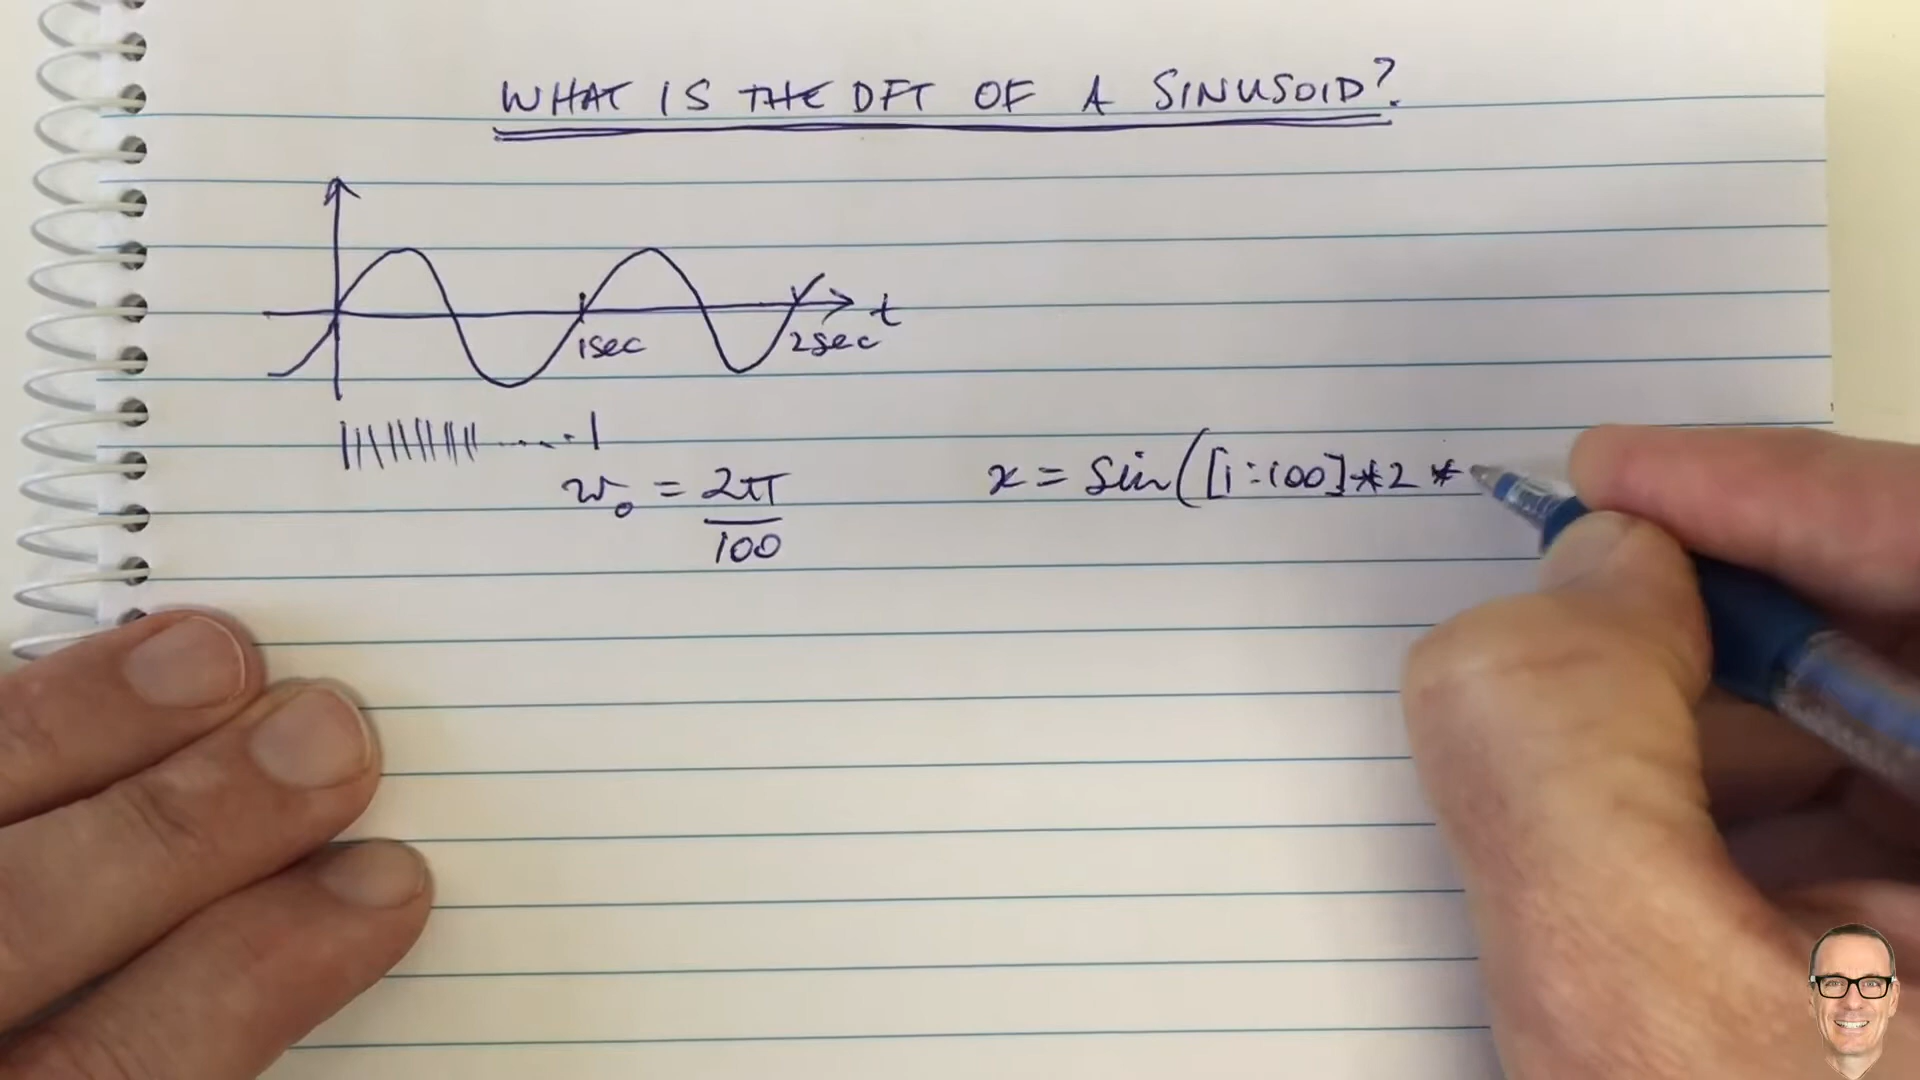 WHAT IS THE DFT OF A SINUSOID?
t
1sec
2sec
w₀ = 2π
100
x = Sin([1:100]*2*